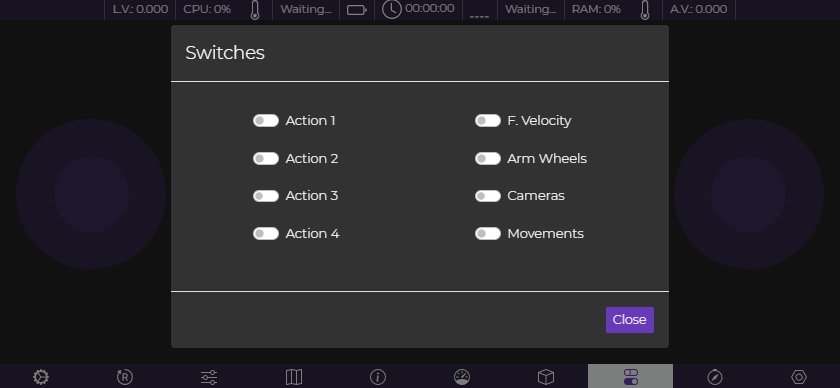 L.V.: 0.000 CPU: 0% Waiting... 00:00:00 Waiting... RAM: 0% A.V.: 0.000
Switches
Action 1 F. Velocity
Action 2 Arm Wheels
Action 3 Cameras
Action 4 Movements
Close
R